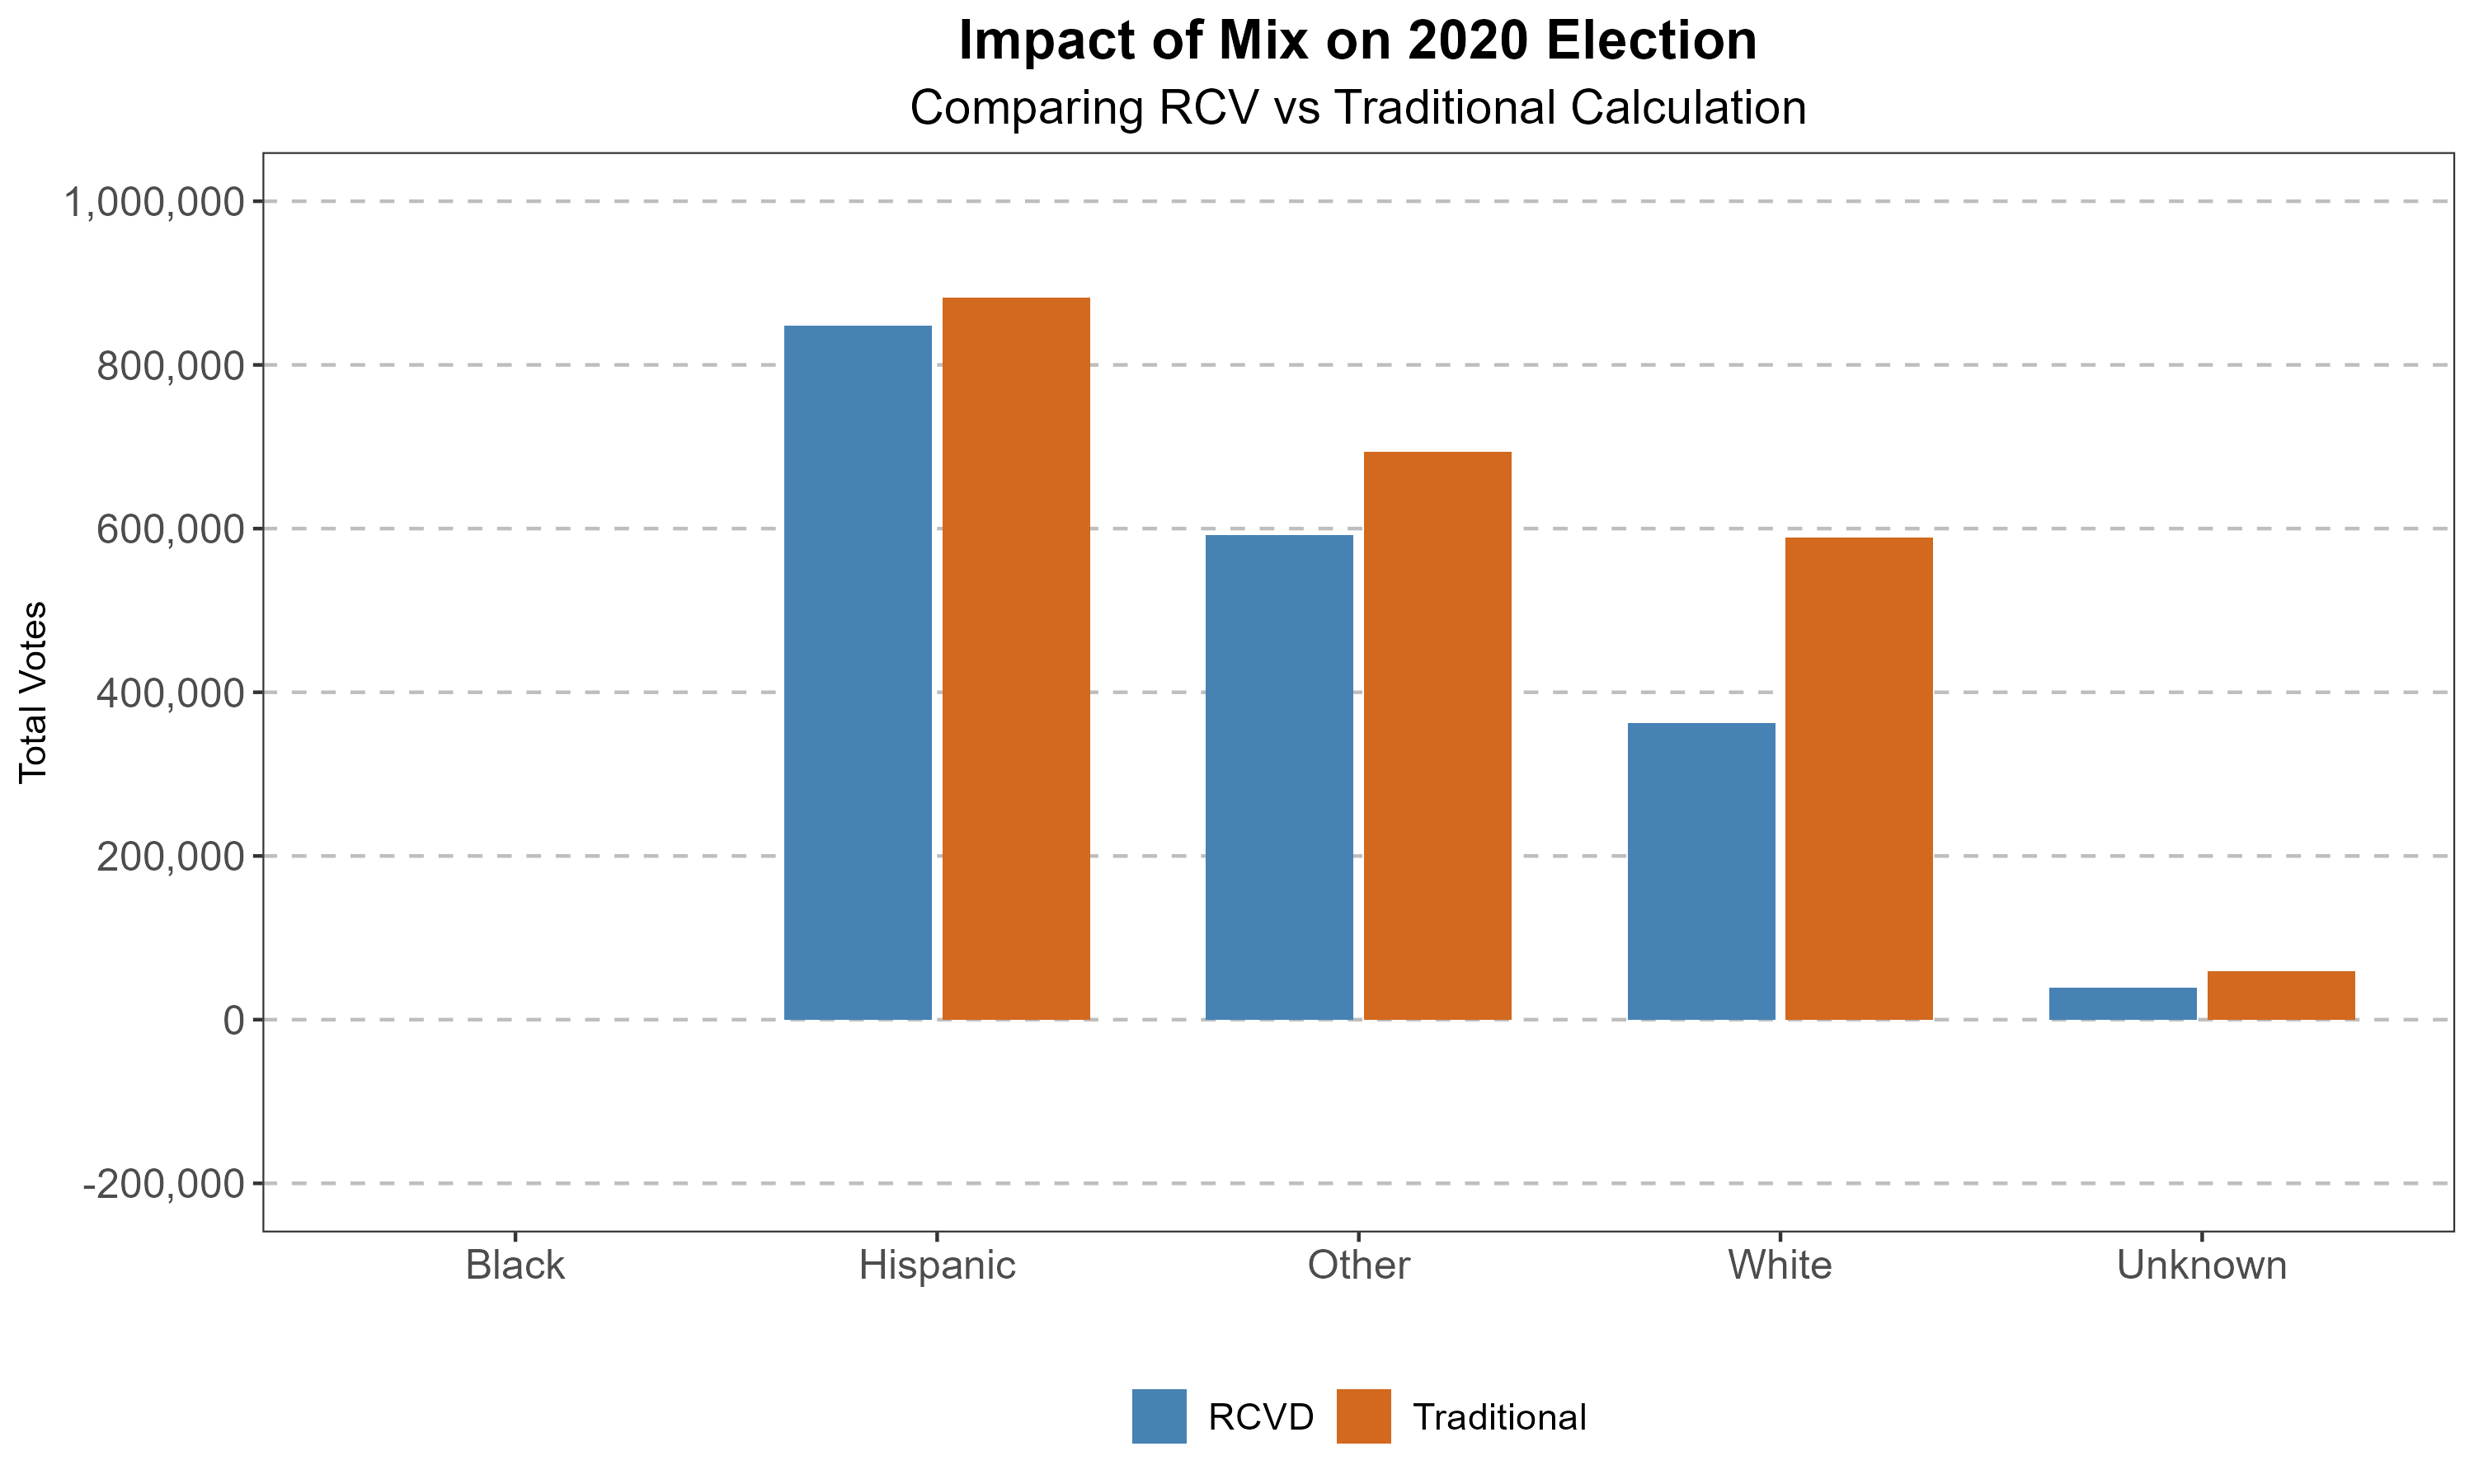 Impact of Mix on 2020 Election
Comparing RCV vs Traditional Calculation
Total Votes
1,000,000
800,000
600,000
400,000
200,000
0
-200,000
Black Hispanic Other White Unknown
RCVD Traditional